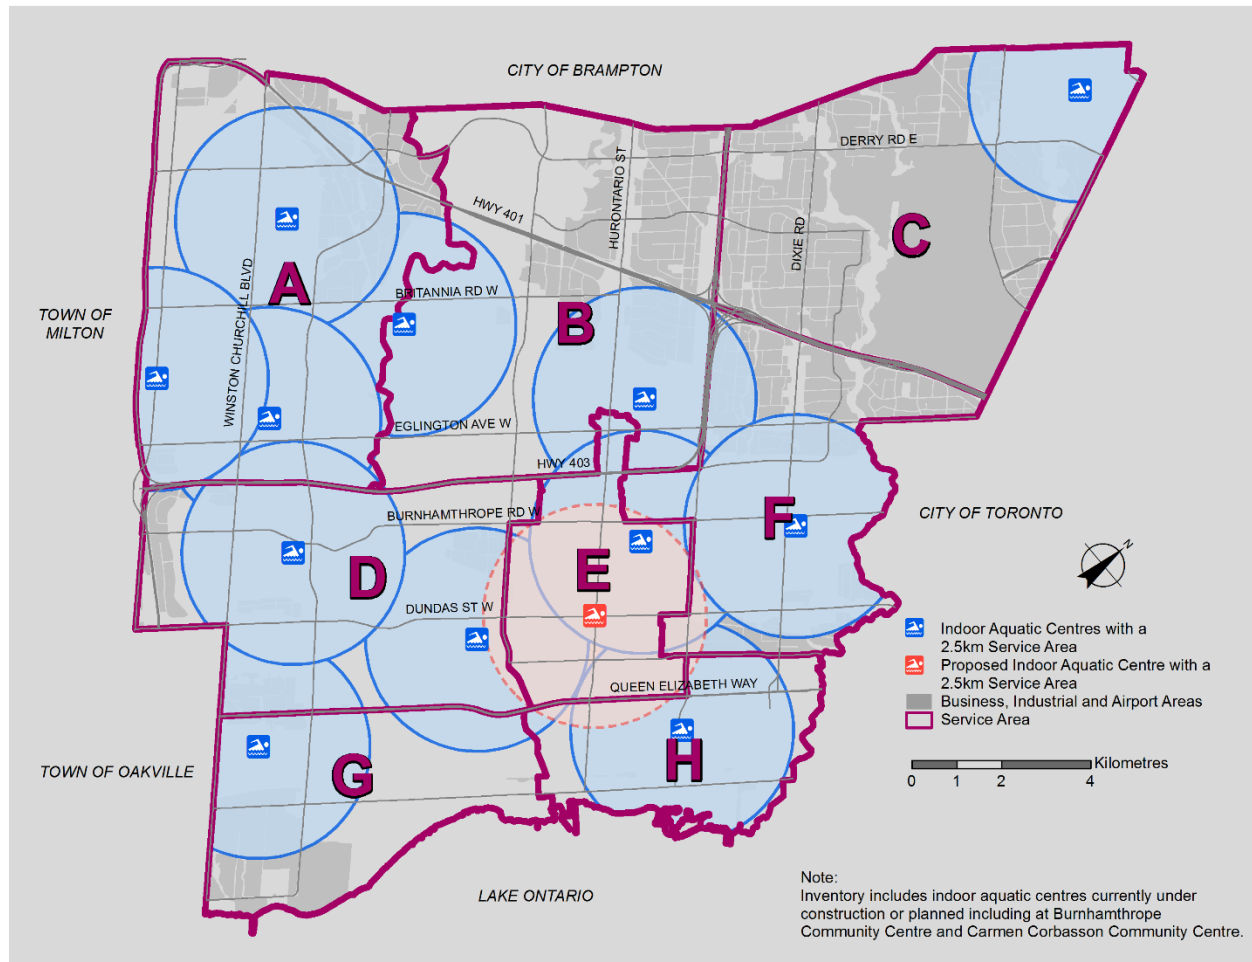 CITY OF BRAMPTON
DERRY RD E
HURONTARIO ST
HWY 401
DIXIE RD
C
WINSTON CHURCHILL BLVD
A
BRITANNIA RD W
TOWN OF
MILTON
B
EGLINGTON AVE W
HWY 403
BURNHAMTHROPE RD W
F
CITY OF TORONTO
N
E
D
DUNDAS ST W
Indoor Aquatic Centres with a
2.5km Service Area
Proposed Indoor Aquatic Centre with a
2.5km Service Area
Business, Industrial and Airport Areas
Service Area
QUEEN ELIZABETH WAY
H
TOWN OF OAKVILLE
G
Kilometres
0 1 2 4
LAKE ONTARIO
Note:
Inventory includes indoor aquatic centres currently under
construction or planned including at Burnhamthrope
Community Centre and Carmen Corbasson Community Centre.